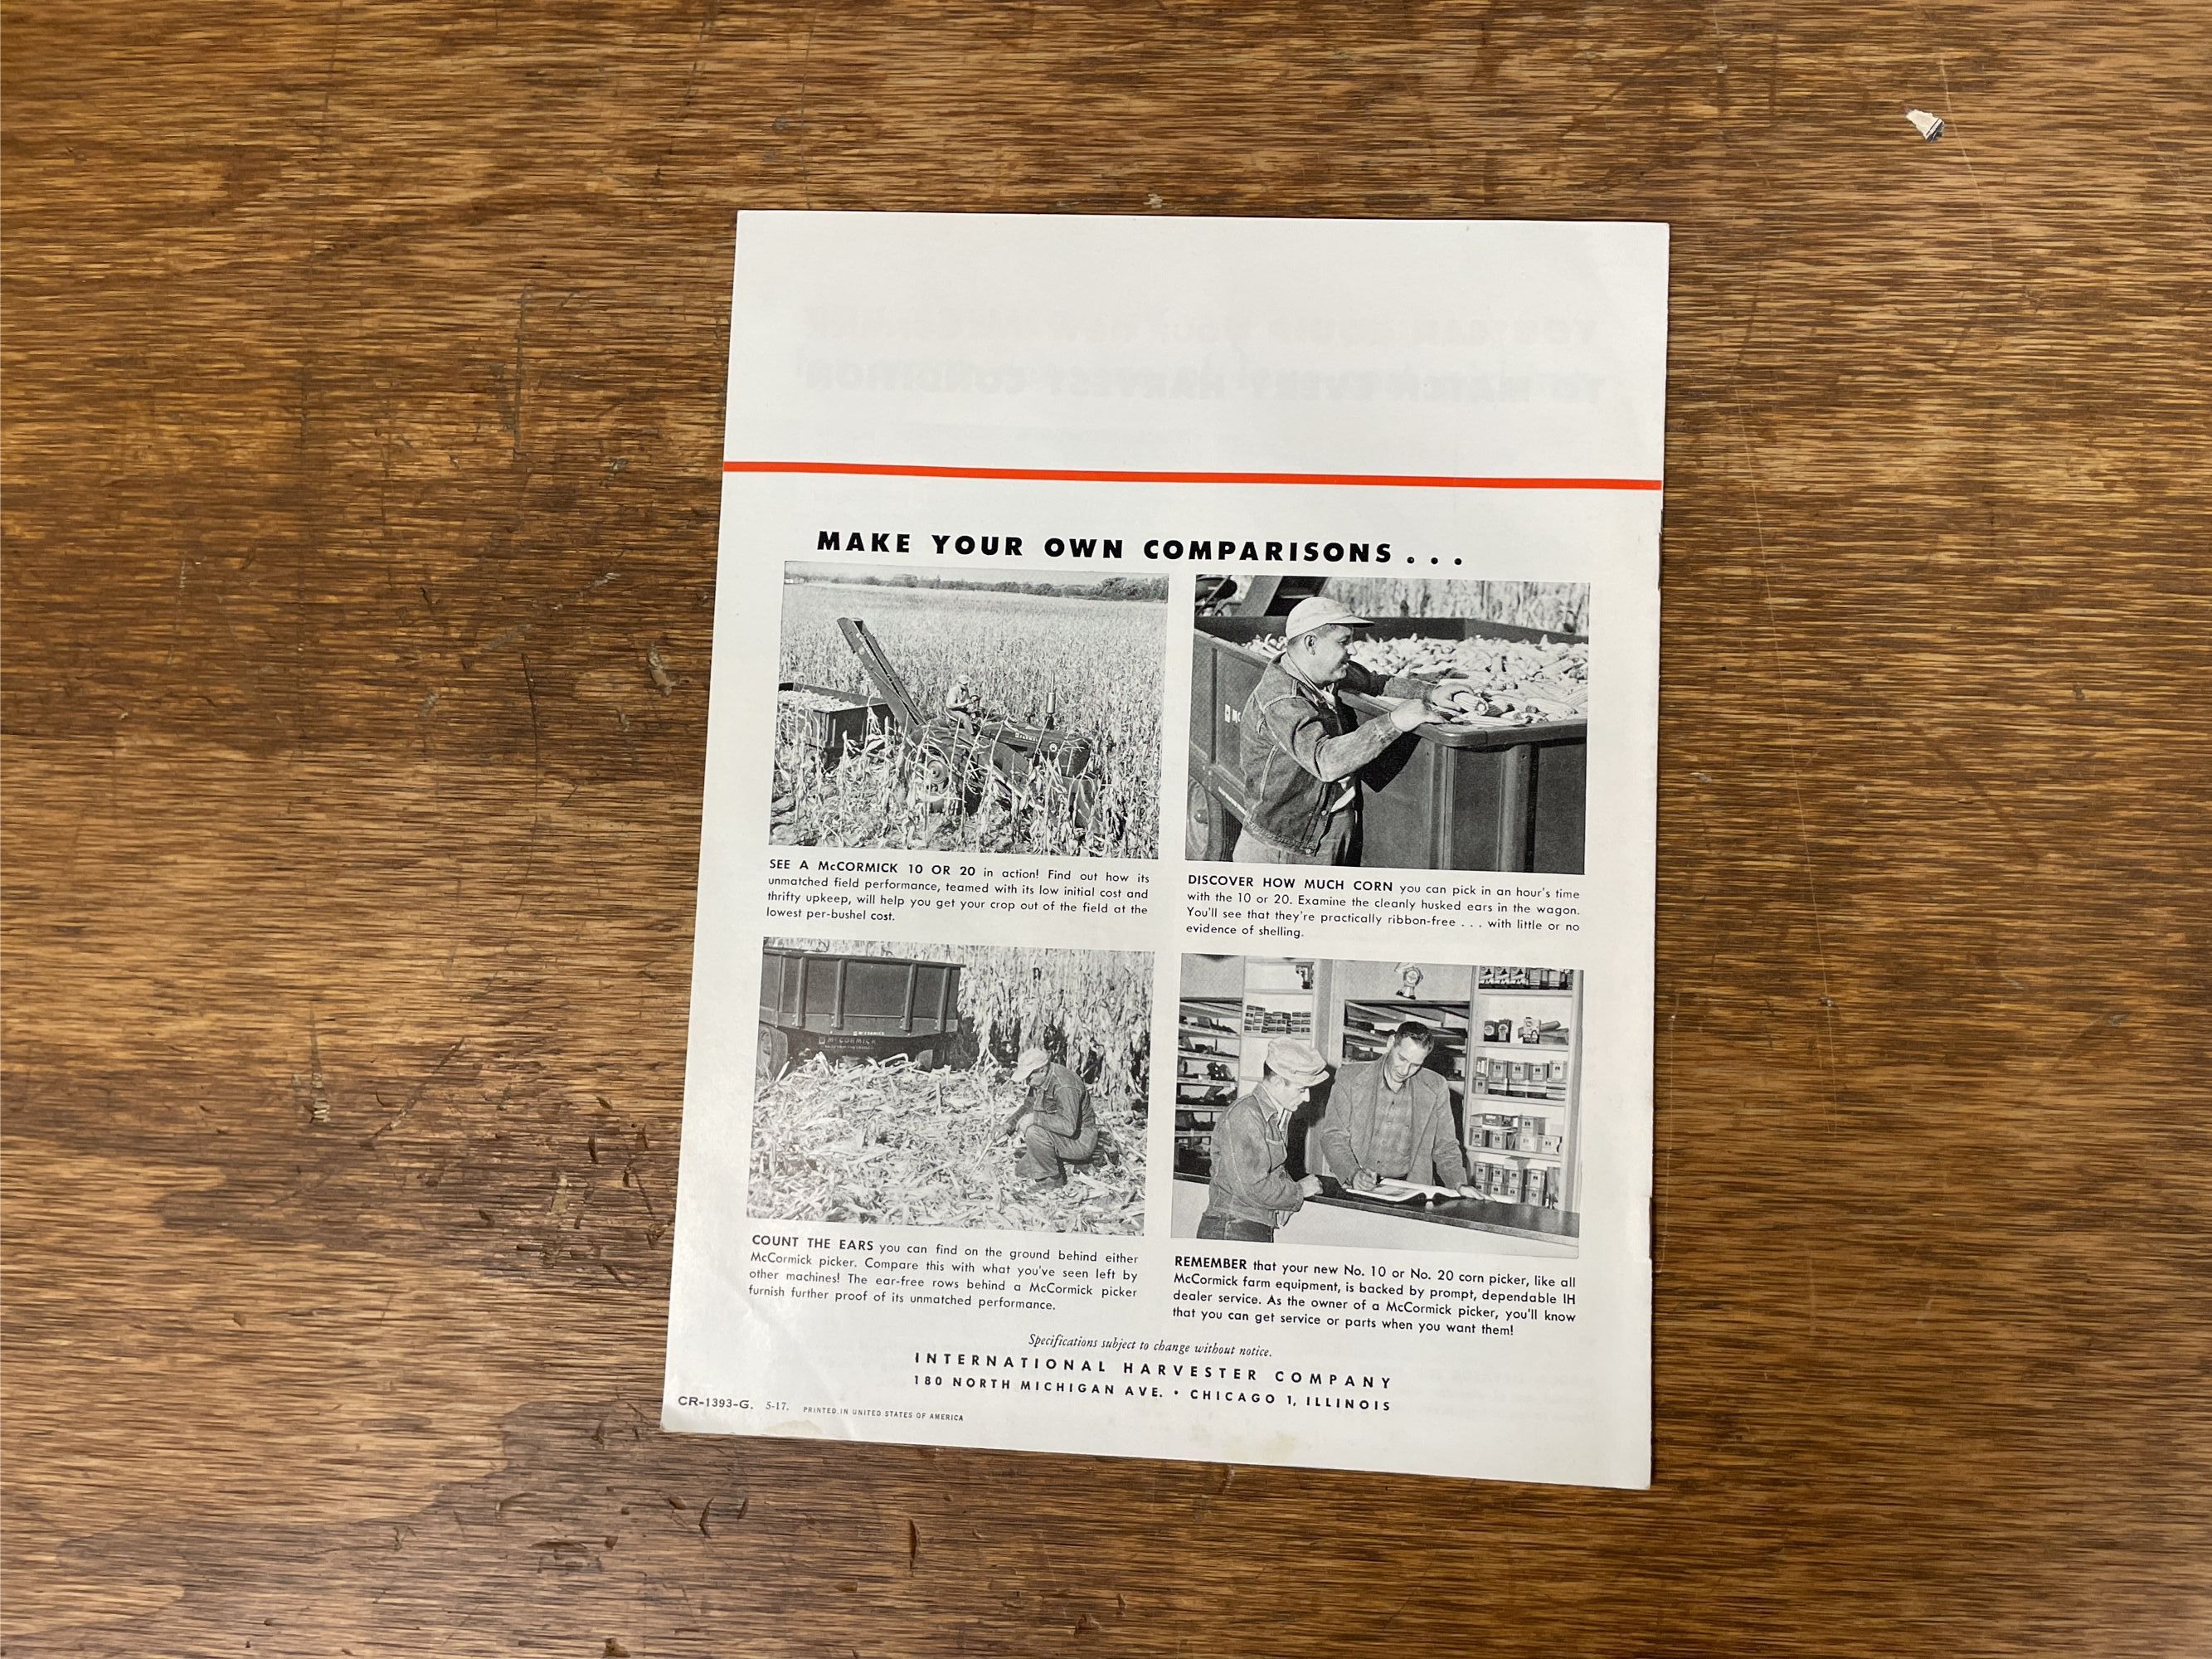 MAKE YOUR OWN COMPARISONS . . .
SEE A McCORMICK 10 OR 20 in action! Find out how its
unmatched field performance, teamed with its low initial cost and
thrifty upkeep, will help you get your crop out of the field at the
lowest per-bushel cost.
DISCOVER HOW MUCH CORN you can pick in an hour's time
with the 10 or 20. Examine the cleanly husked ears in the wagon.
You'll see that they're practically ribbon-free . . . with little or no
evidence of shelling.
McCORMICK
McCORMICK
COUNT THE EARS you can find on the ground behind either
McCormick picker. Compare this with what you've seen left by
other machines! The ear-free rows behind a McCormick picker
furnish further proof of its unmatched performance.
REMEMBER that your new No. 10 or No. 20 corn picker, like all
McCormick farm equipment, is backed by prompt, dependable IH
dealer service. As the owner of a McCormick picker, you'll know
that you can get service or parts when you want them!
Specifications subject to change without notice.
INTERNATIONAL HARVESTER COMPANY
180 NORTH MICHIGAN AVE. • CHICAGO 1, ILLINOIS
CR-1393-G. 5-17. PRINTED IN UNITED STATES OF AMERICA